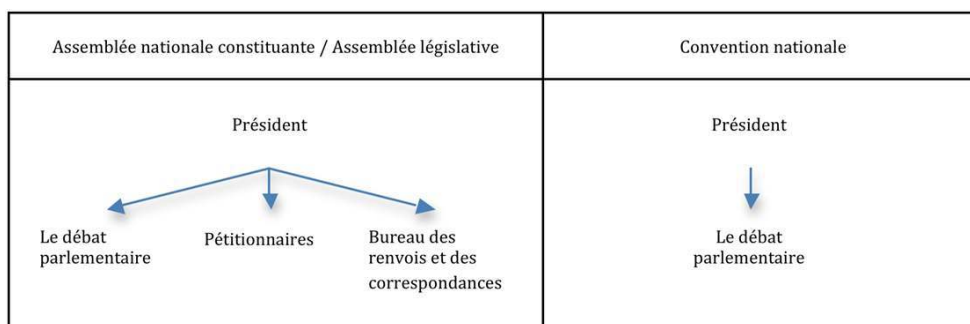 Assemblée nationale constituante / Assemblée législative
Convention nationale
Président
Président
Le débat
parlementaire
Pétitionnaires
Bureau des
renvois et des
correspondances
Le débat
parlementaire